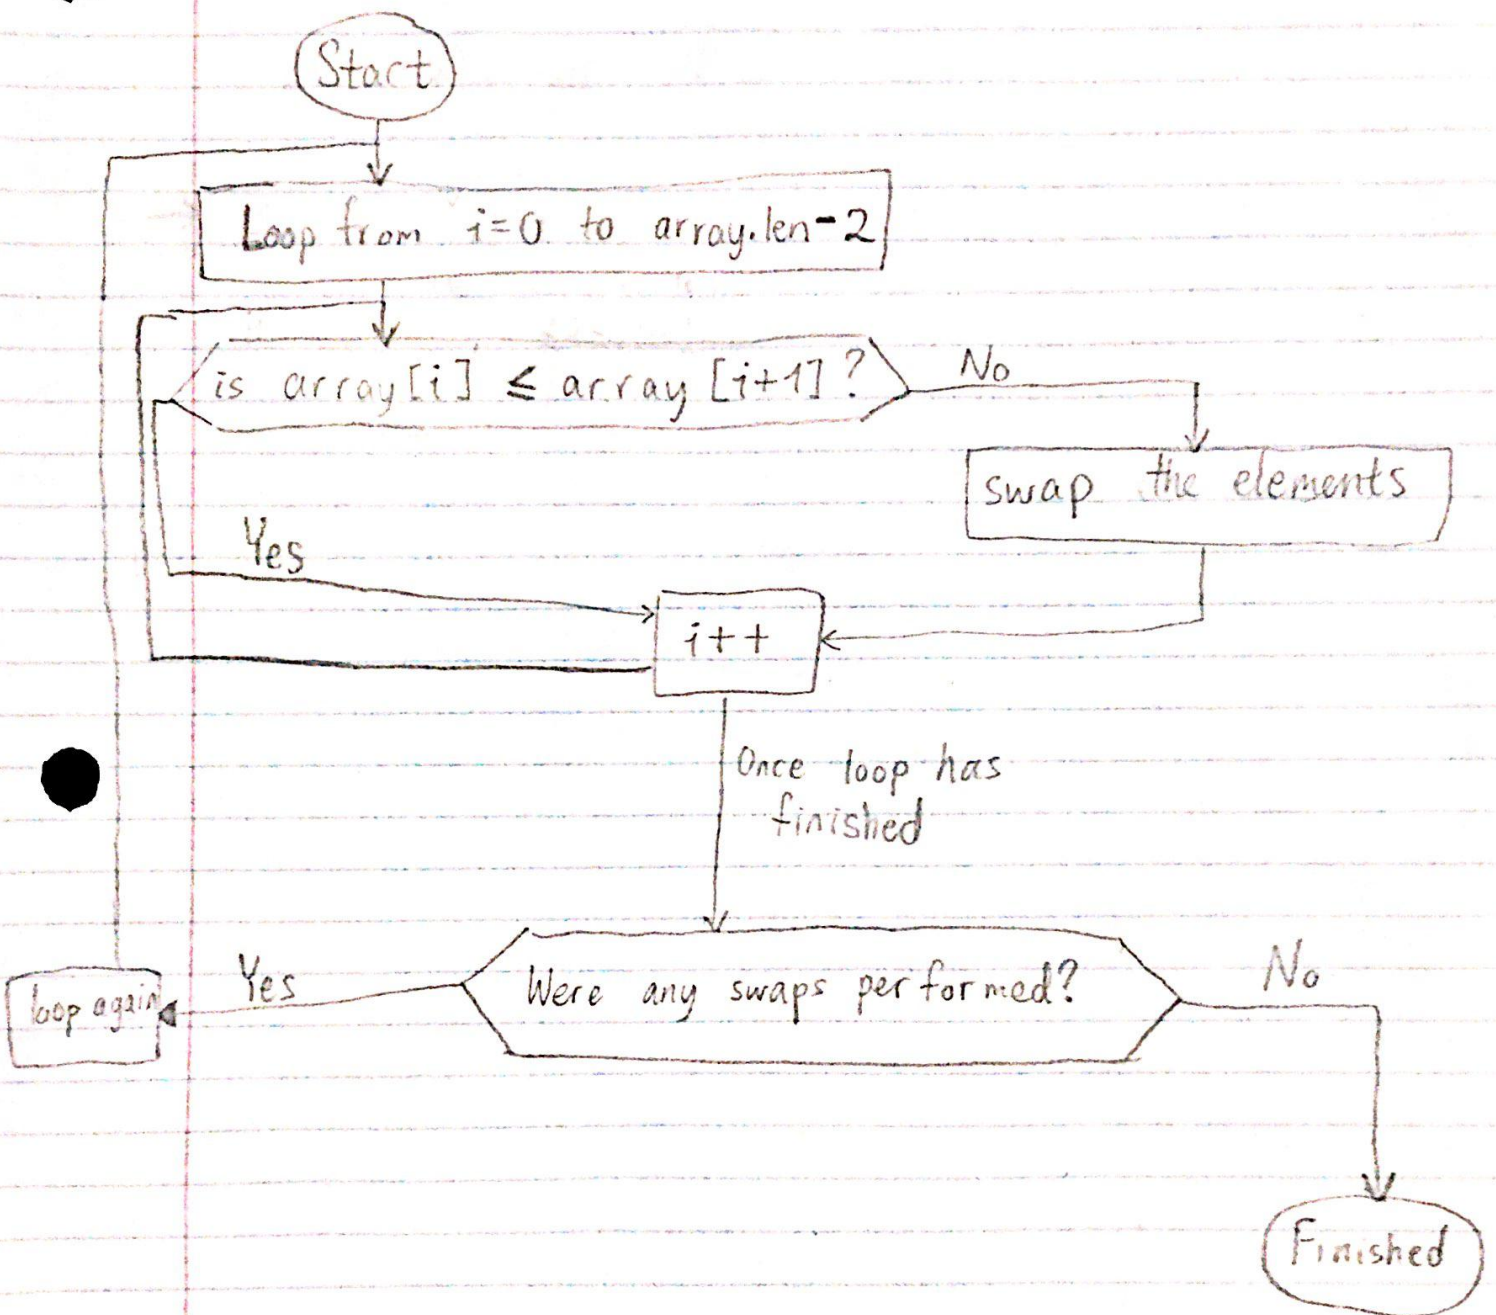 Start
Loop from i=0 to array.len-2
is array[i] ≤ array [i+1]?
No
swap the elements
Yes
i++
Once loop has
finished
Were any swaps performed?
Yes
No
loop again
Finished